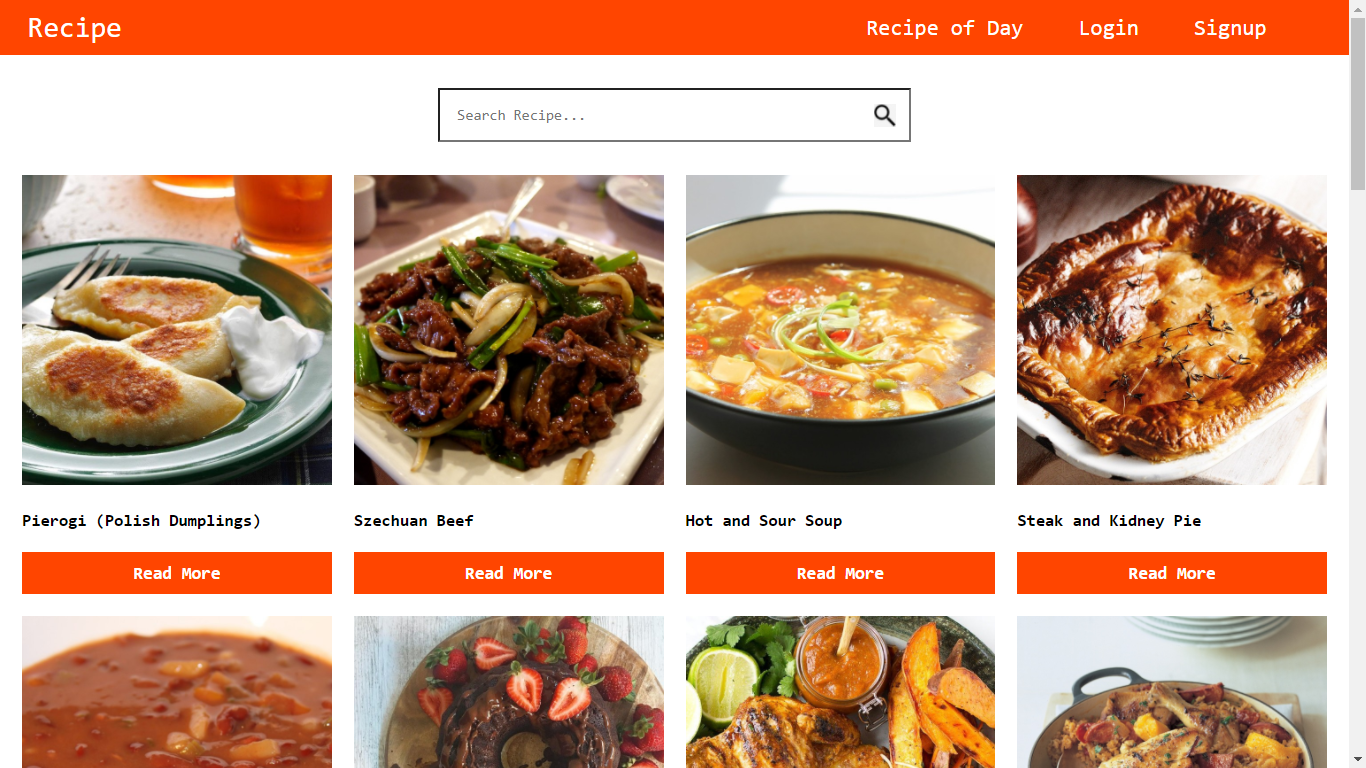 Recipe
Recipe of Day
Login
Signup
Search Recipe...
Pierogi (Polish Dumplings)
Szechuan Beef
Hot and Sour Soup
Steak and Kidney Pie
Read More
Read More
Read More
Read More